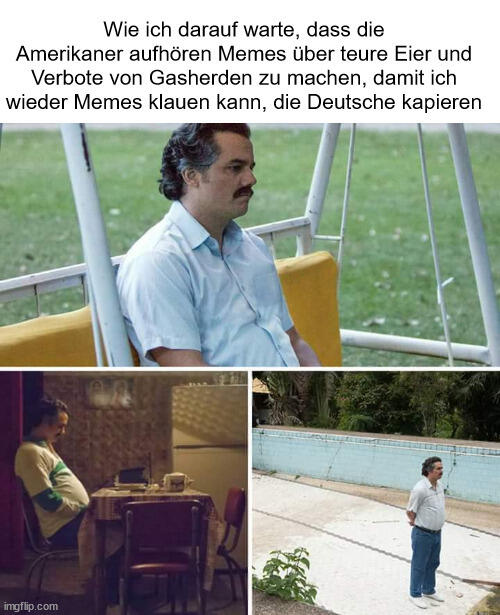 Wie ich darauf warte, dass die
Amerikaner aufhören Memes über teure Eier und
Verbote von Gasherden zu machen, damit ich
wieder Memes klauen kann, die Deutsche kapieren
imgflip.com